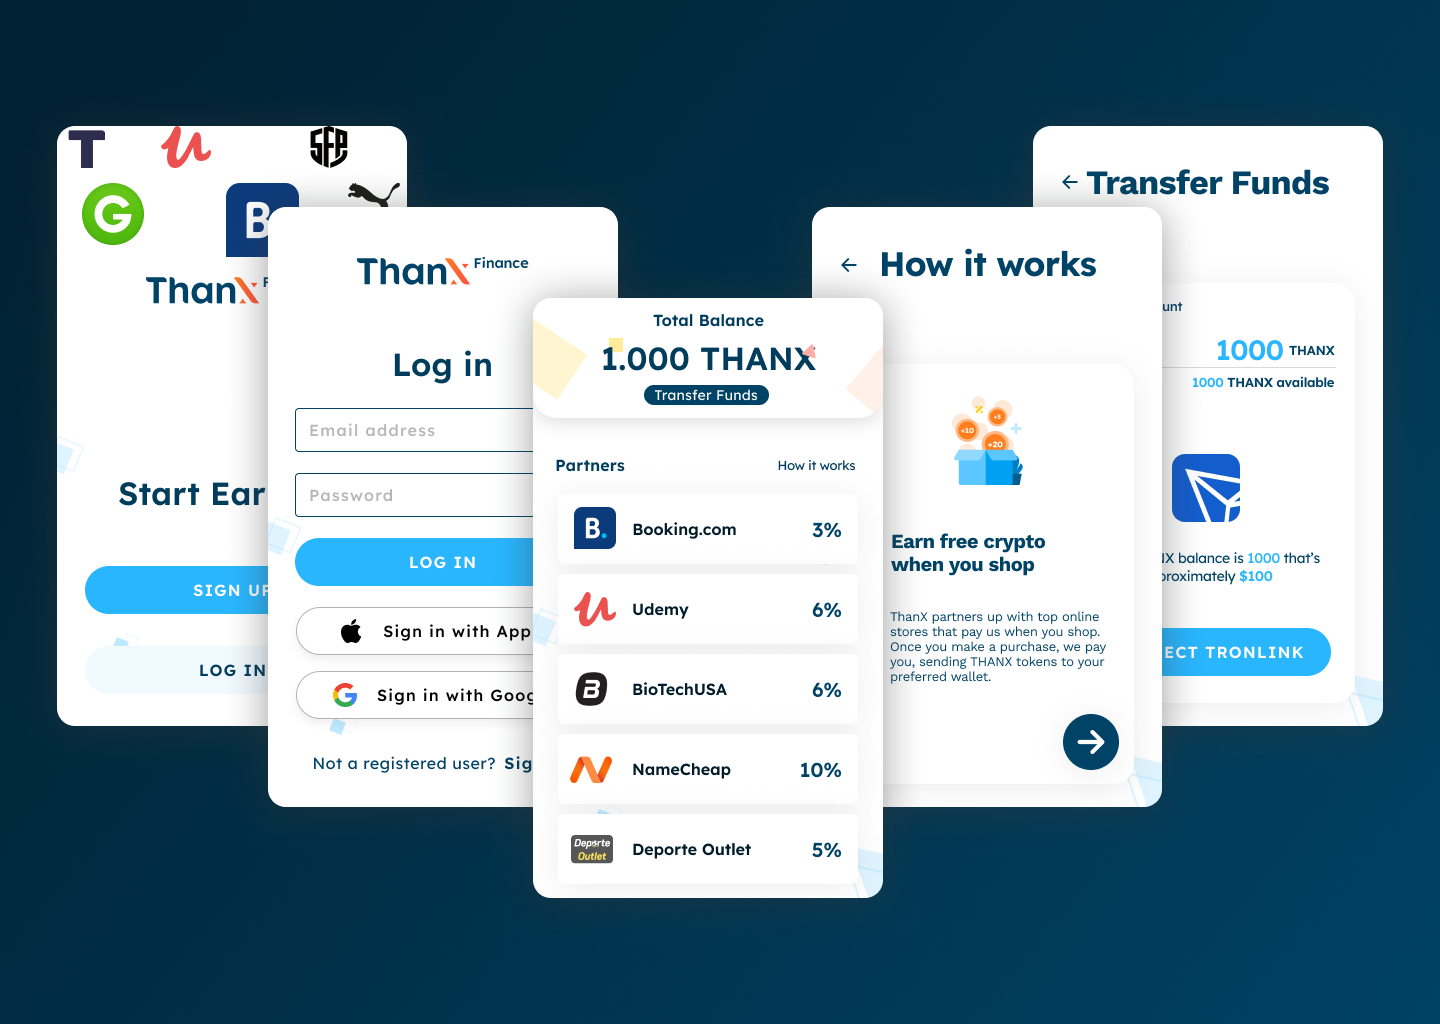 T
SFP
G
B
ThanX
Start Ear
SIGN UP
LOG IN
ThanX Finance
Log in
Email address
Password
LOG IN
Sign in with App
Sign in with Goog
Not a registered user? Sig
Total Balance
1.000 THANX
Transfer Funds
Partners
How it works
B.
Booking.com
3%
Udemy
6%
B
BioTechUSA
6%
NameCheap
10%
Deporte
Outlet
Deporte Outlet
5%
How it works
+5
+10
+20
Earn free crypto
when you shop
ThanX partners up with top online
stores that pay us when you shop.
Once you make a purchase, we pay
you, sending THANX tokens to your
preferred wallet.
Transfer Funds
unt
1000 THANX
1000 THANX available
NX balance is 1000 that's
proximately $100
ECT TRONLINK